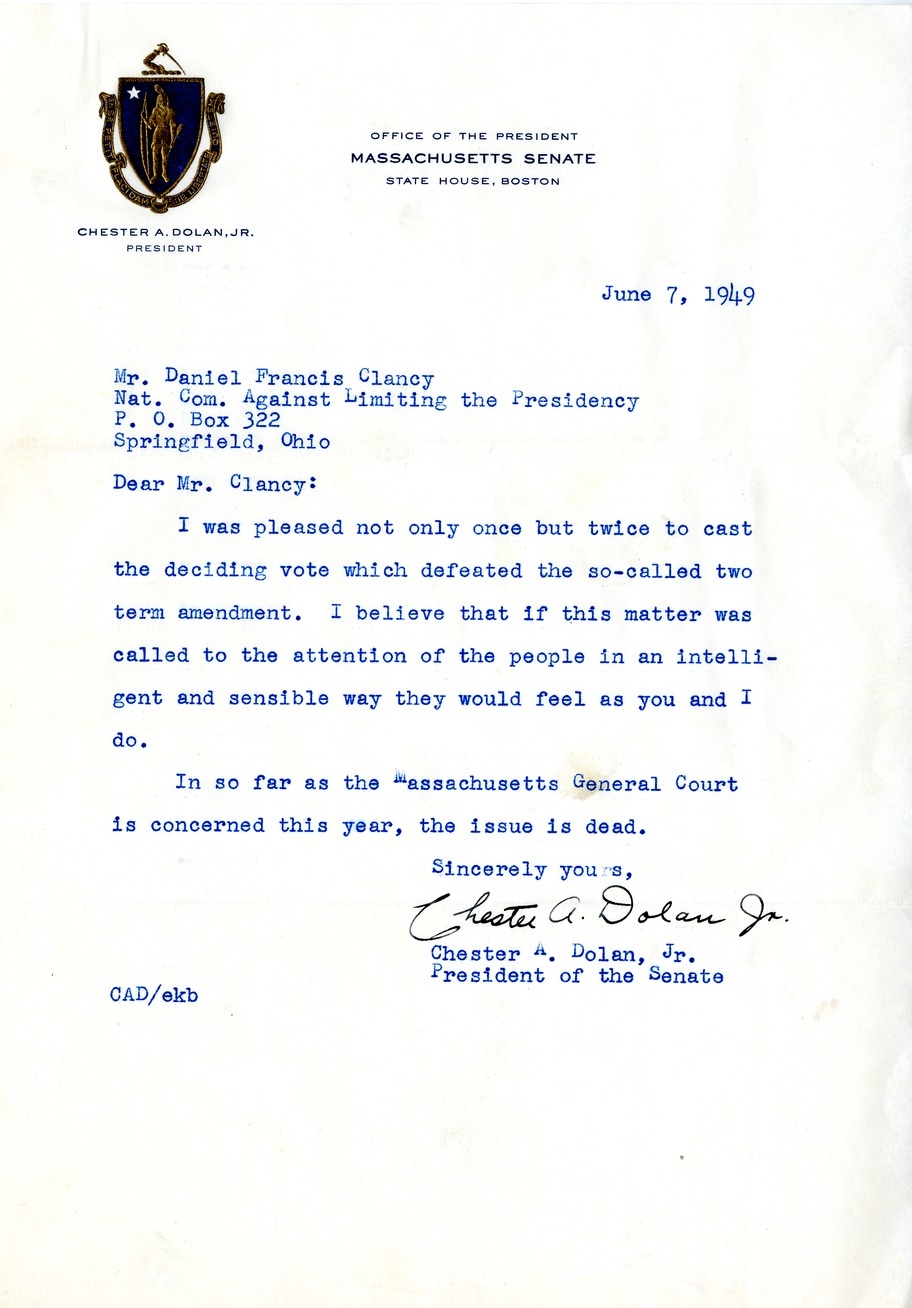 OFFICE OF THE PRESIDENT
MASSACHUSETTS SENATE
STATE HOUSE, BOSTON
CHESTER A. DOLAN, JR.
PRESIDENT
June 7, 1949
Mr. Daniel Francis Clancy
Nat. Com. Against Limiting the Presidency
P. O. Box 322
Springfield, Ohio
Dear Mr. Clancy:
I was pleased not only once but twice to cast
the deciding vote which defeated the so-called two
term amendment. I believe that if this matter was
called to the attention of the people in an intelli-
gent and sensible way they would feel as you and I
do.
In so far as the Massachusetts General Court
is concerned this year, the issue is dead.
Sincerely yours,
Chester A. Dolan Jr.
Chester A. Dolan, Jr.
President of the Senate
CAD/ekb